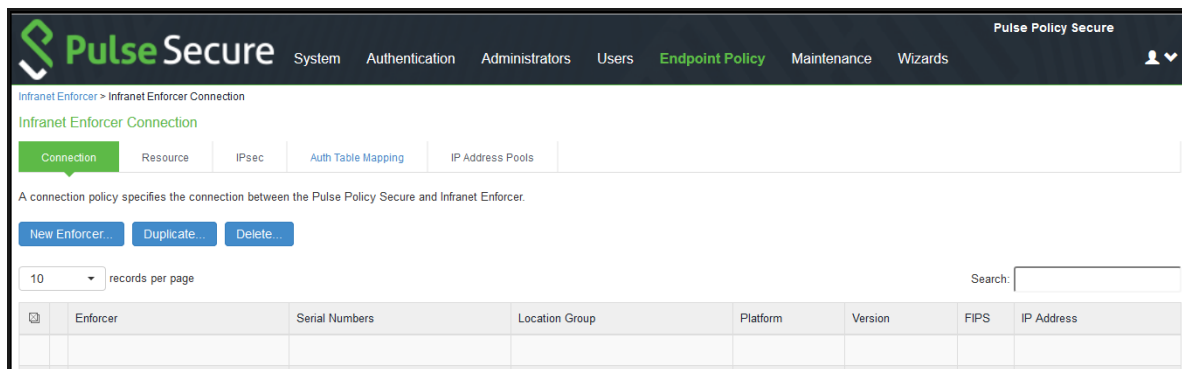 Pulse Policy Secure
Pulse Secure
System Authentication Administrators Users Endpoint Policy Maintenance Wizards
Infranet Enforcer > Infranet Enforcer Connection
Infranet Enforcer Connection
Connection Resource IPsec Auth Table Mapping IP Address Pools
A connection policy specifies the connection between the Pulse Policy Secure and Infranet Enforcer.
New Enforcer... Duplicate... Delete...
10 records per page Search:
Enforcer Serial Numbers Location Group Platform Version FIPS IP Address